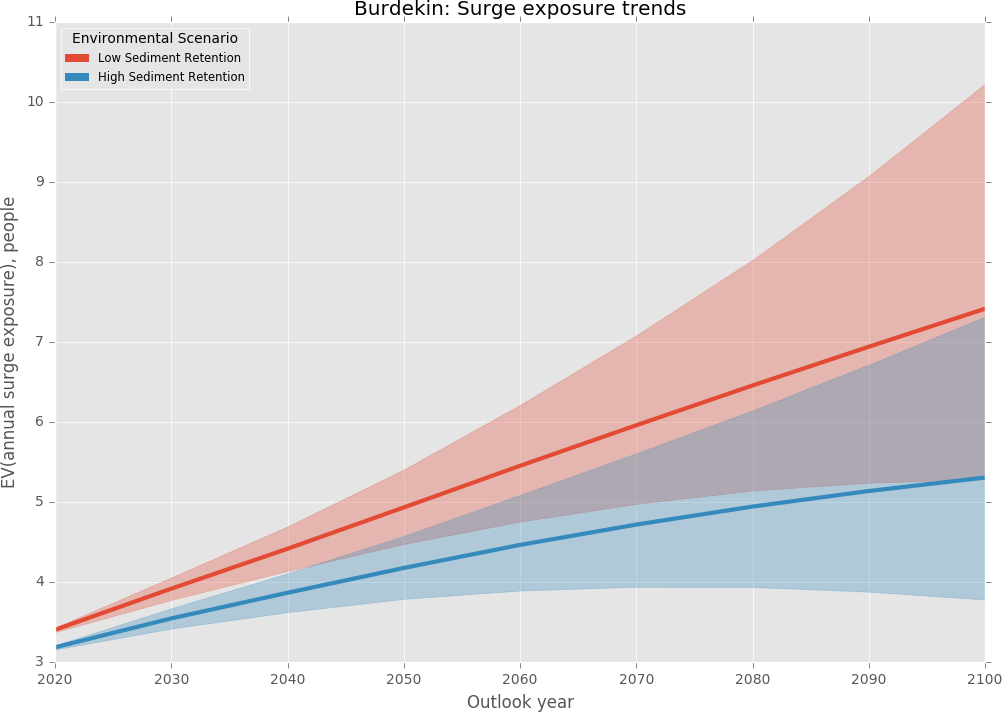 Burdekin: Surge exposure trends
Environmental Scenario
Low Sediment Retention
High Sediment Retention
EV(annual surge exposure), people
11
10
9
8
7
6
5
4
3
2020 2030 2040 2050 2060 2070 2080 2090 2100
Outlook year